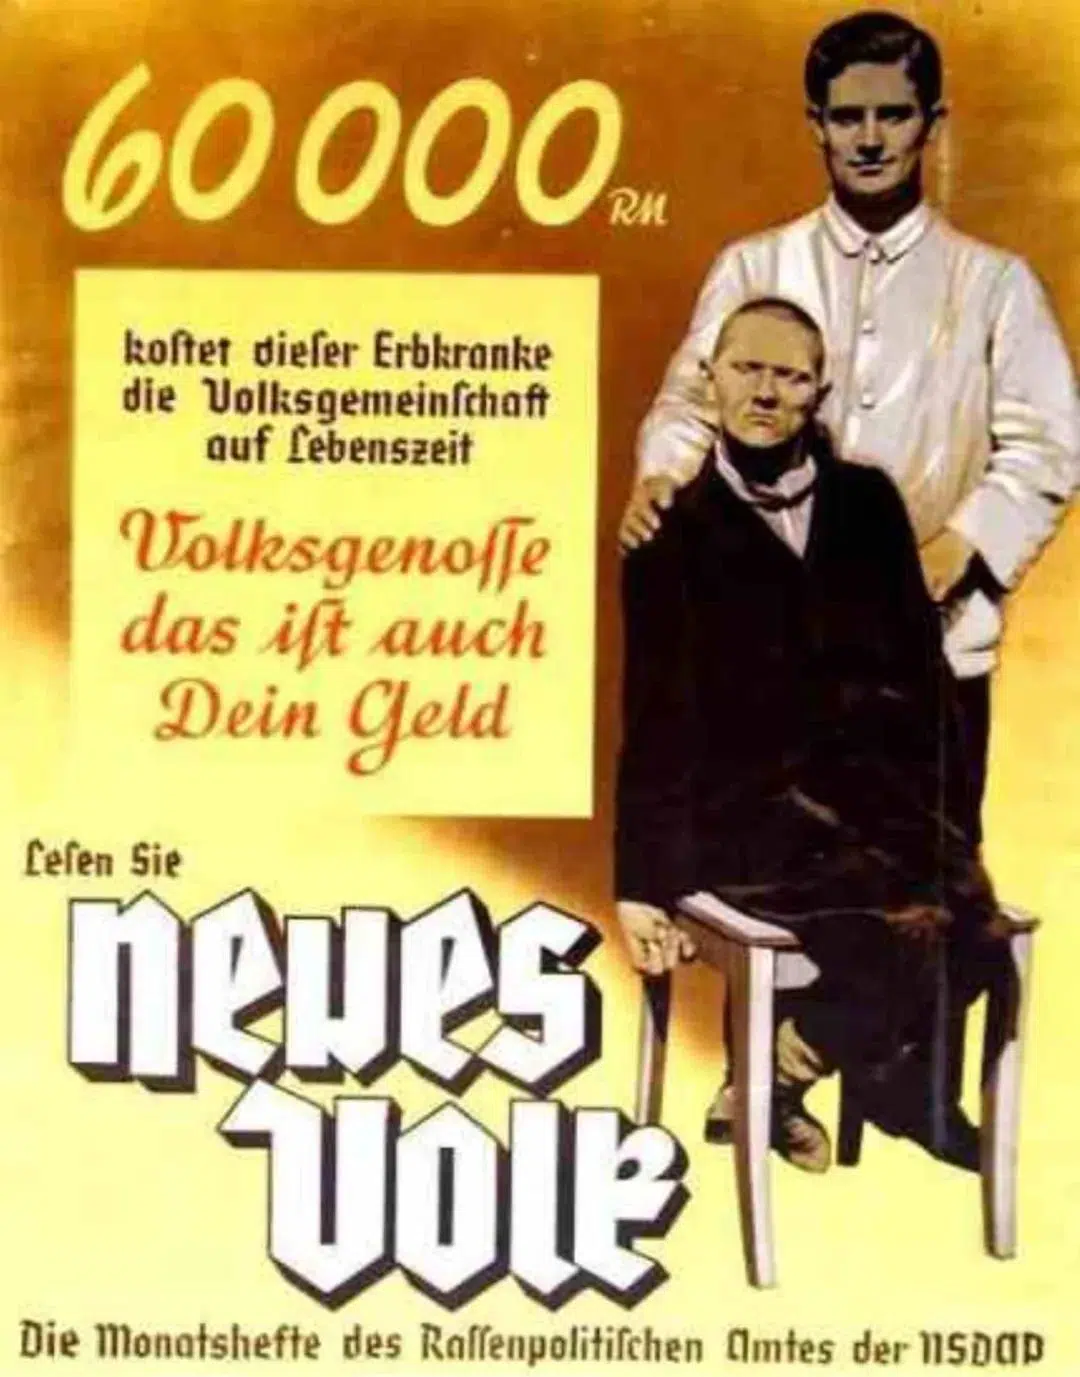 60 000 RM
koſtet dieſer Erbkranke
die Volksgemeinſchaft
auf Lebenszeit
Volksgenoſſe
das iſt auch
Dein Geld
Leſen Sie
neues
Volk
Die Monatshefte des Raſſenpolitiſchen Amtes der NSDAP